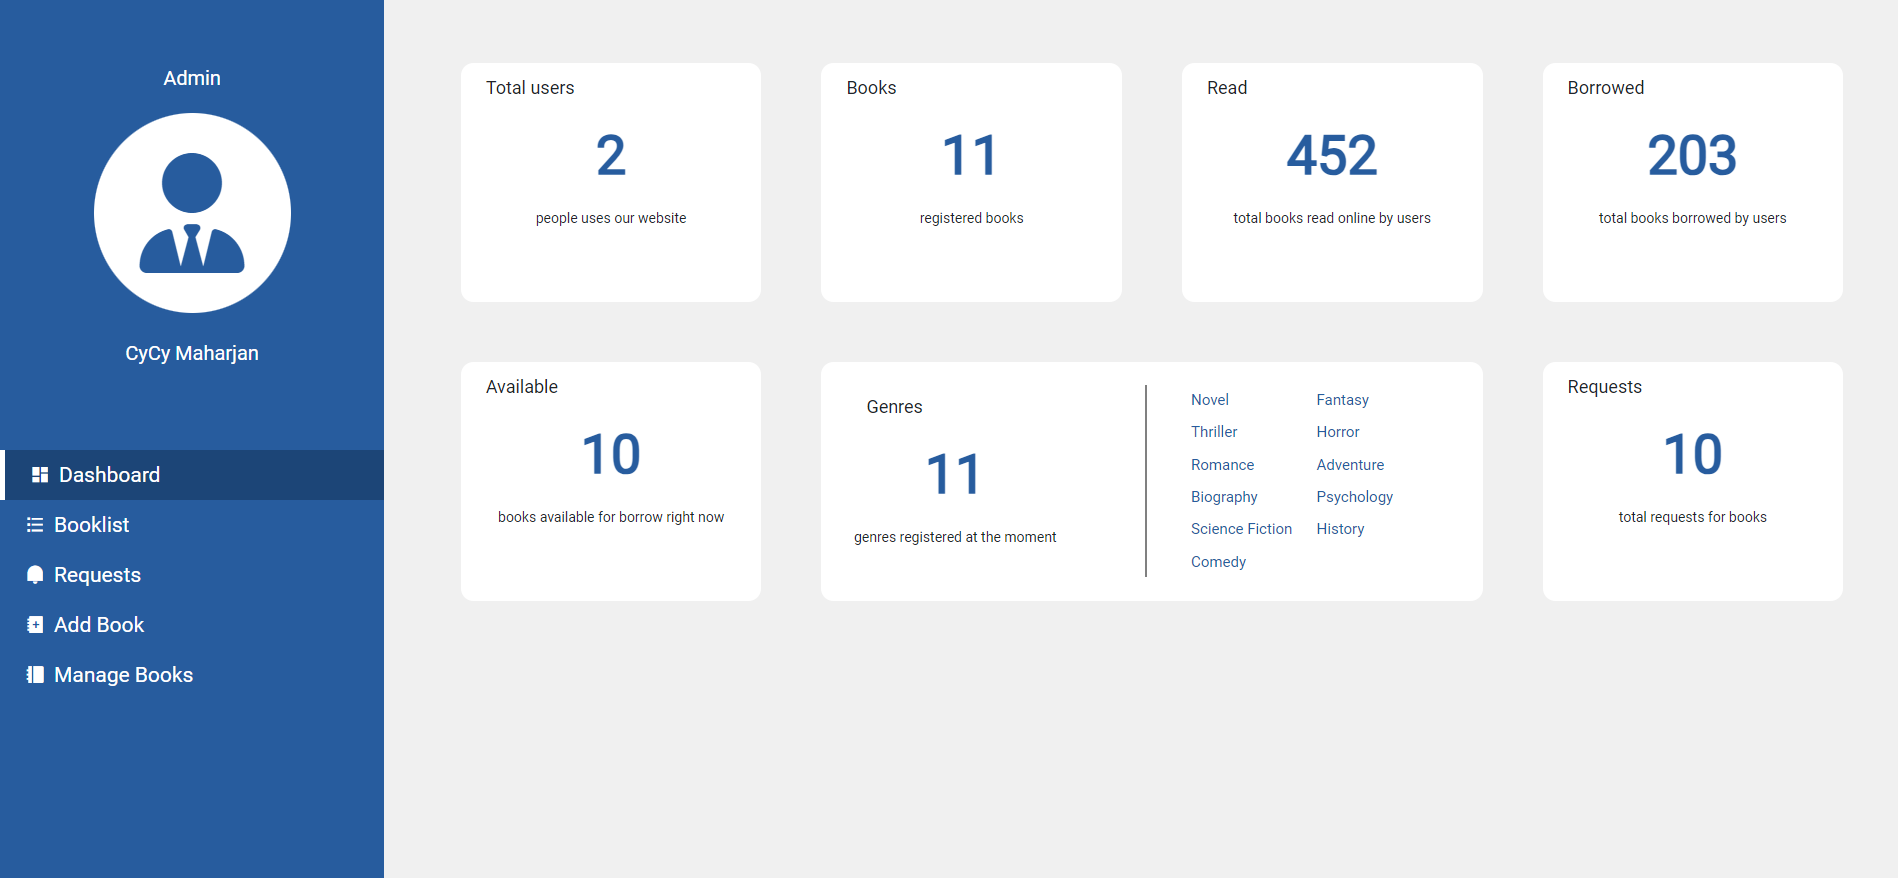 Admin
CyCy Maharjan
Dashboard
Booklist
Requests
Add Book
Manage Books
Total users
2
people uses our website
Books
11
registered books
Read
452
total books read online by users
Borrowed
203
total books borrowed by users
Available
10
books available for borrow right now
Genres
11
genres registered at the moment
Novel
Thriller
Romance
Biography
Science Fiction
Comedy
Fantasy
Horror
Adventure
Psychology
History
Requests
10
total requests for books